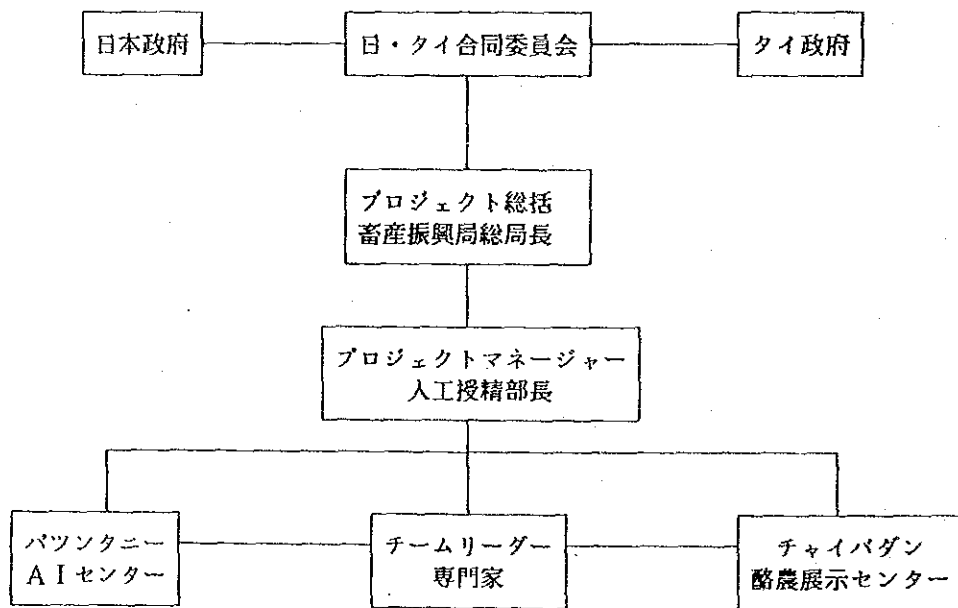 日本政府
日・タイ合同委員会
タイ政府
プロジェクト総括
畜産振興局総局長
プロジェクトマネージャー
人工授精部長
パツンタニー
AIセンター
チームリーダー
専門家
チャイバダン
酪農展示センター